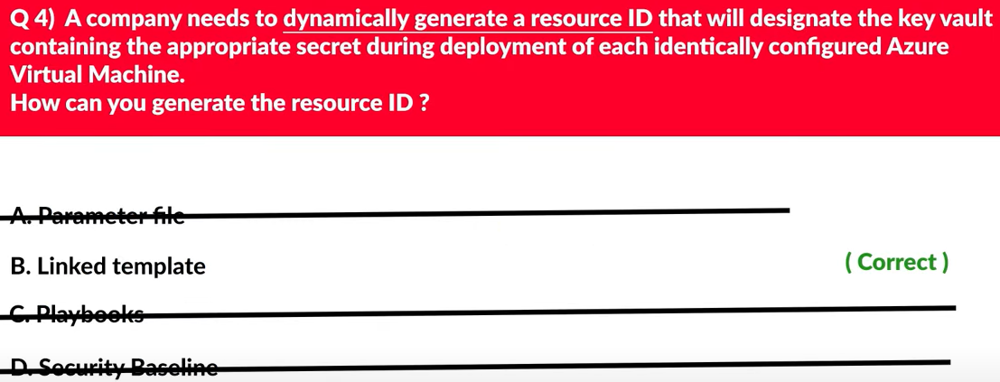 Q 4) A company needs to dynamically generate a resource ID that will designate the key vault
containing the appropriate secret during deployment of each identically configured Azure
Virtual Machine.
How can you generate the resource ID ?
A. Parameter file
B. Linked template
( Correct )
C. Playbooks
D. Security Baseline